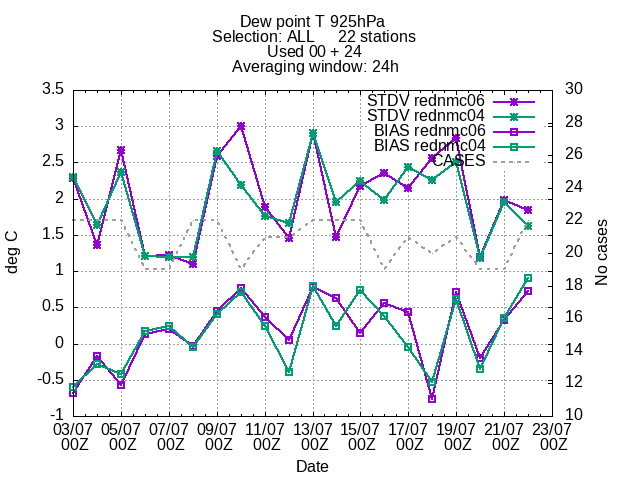 Dew point T 925hPa
Selection: ALL 22 stations
Used 00 + 24
Averaging window: 24h
3.5
3
2.5
2
1.5
1
0.5
0
-0.5
-1
deg C
30
28
26
24
22
20
18
16
14
12
10
No cases
STDV rednmc06
STDV rednmc04
BIAS rednmc06
BIAS rednmc04
CASES
03/07 05/07 07/07 09/07 11/07 13/07 15/07 17/07 19/07 21/07 23/07
00Z 00Z 00Z 00Z 00Z 00Z 00Z 00Z 00Z 00Z 00Z
Date